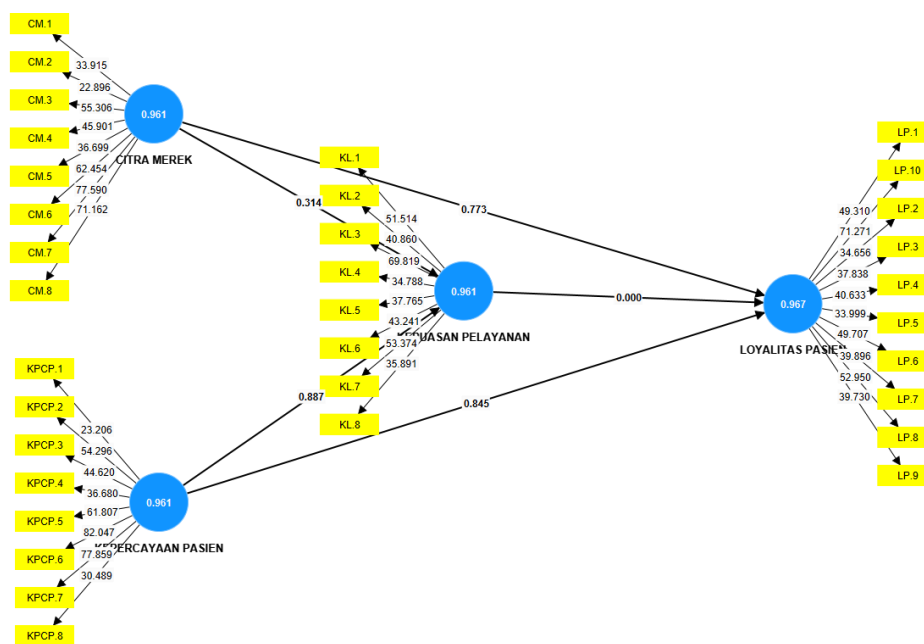 CM.1
CM.2
CM.3
CM.4
CM.5
CM.6
CM.7
CM.8
33.915
22.896
55.306
45.901
36.699
62.454
77.590
71.162
0.961
CITRA MEREK
KL.1
KL.2
KL.3
KL.4
KL.5
KL.6
KL.7
KL.8
51.514
40.860
69.819
34.788
37.765
43.241
53.374
35.891
0.961
PELAYANAN
0.314
0.773
0.000
0.887
0.845
KPCP.1
KPCP.2
KPCP.3
KPCP.4
KPCP.5
KPCP.6
KPCP.7
KPCP.8
23.206
54.296
44.620
36.680
61.807
82.047
77.859
30.489
0.961
PASIEN
LP.1
LP.10
LP.2
LP.3
LP.4
LP.5
LP.6
LP.7
LP.8
LP.9
49.310
71.271
34.656
37.838
40.633
33.999
49.707
39.896
52.950
39.730
0.967
LOYALITAS PASIEN